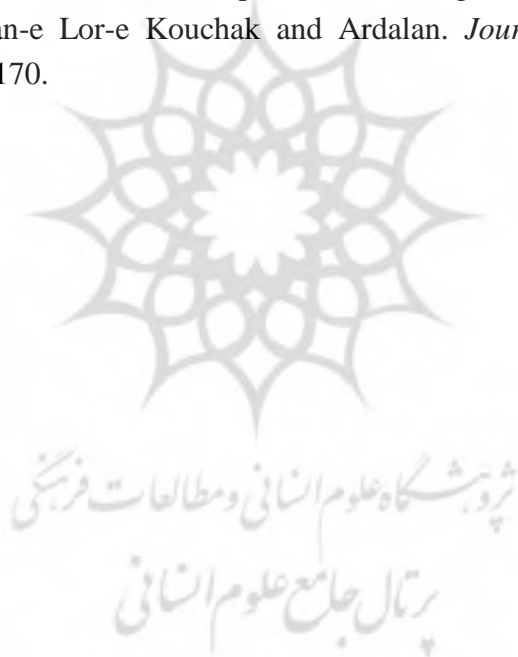 an-e Lor-e Kouchak and Ardalan. Jour
170.
پژوهشگاه علوم انسانی و مطالعات فرهنگی
پرتال جامع علوم انسانی